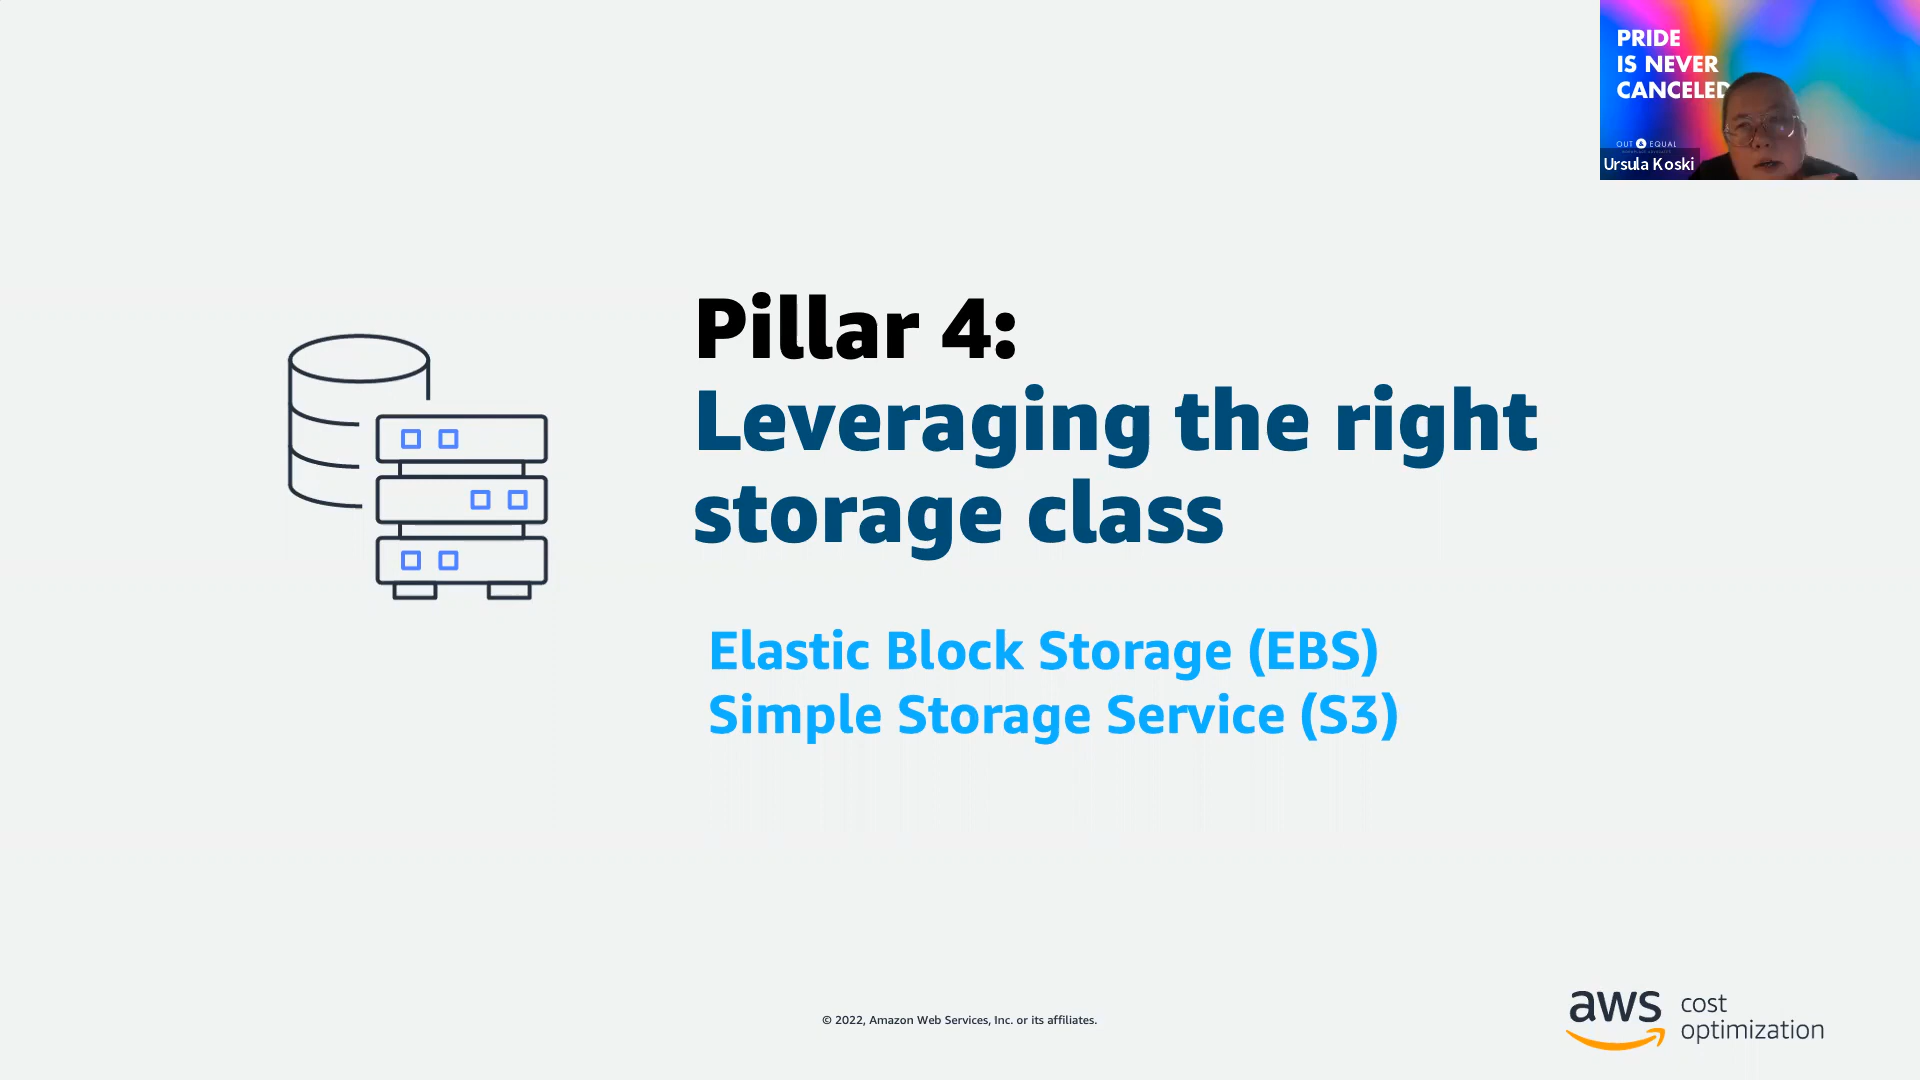 PRIDE
IS NEVER
CANCELED
OUT & EQUAL
Ursula Koski
Pillar 4:
Leveraging the right
storage class
Elastic Block Storage (EBS)
Simple Storage Service (S3)
© 2022, Amazon Web Services, Inc. or its affiliates.
aws
cost
optimization